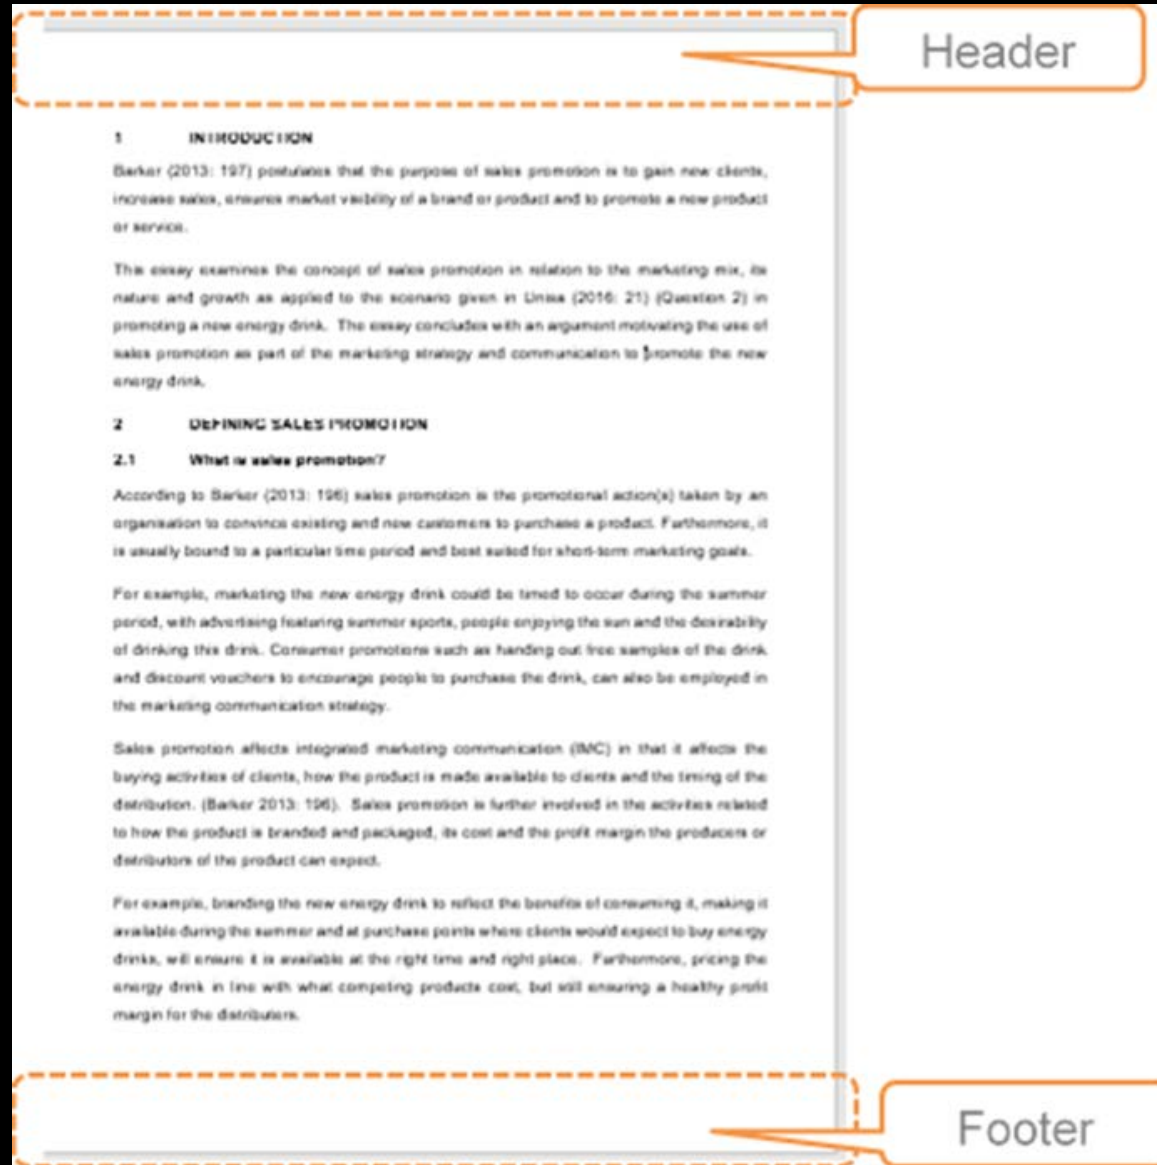 Header
1 INTRODUCTION
Barker (2013: 197) postulates that the purpose of sales promotion is to gain new clients,
increase sales, ensures market visibility of a brand or product and to promote a new product
or service.
This essay examines the concept of sales promotion in relation to the marketing mix, its
nature and growth as applied to the scenario given in Unisa (2016: 21) (Question 2) in
promoting a new energy drink. The essay concludes with an argument motivating the use of
sales promotion as part of the marketing strategy and communication to promote the new
energy drink.
2 DEFINING SALES PROMOTION
2.1 What is sales promotion?
According to Barker (2013: 196) sales promotion is the promotional action(s) taken by an
organisation to convince existing and new customers to purchase a product. Furthermore, it
is usually bound to a particular time period and best suited for short-term marketing goals.
For example, marketing the new energy drink could be timed to occur during the summer
period, with advertising featuring summer sports, people enjoying the sun and the desirability
of drinking this drink. Consumer promotions such as handing out free samples of the drink
and discount vouchers to encourage people to purchase the drink, can also be employed in
the marketing communication strategy.
Sales promotion affects integrated marketing communication (IMC) in that it affects the
buying activities of clients, how the product is made available to clients and the timing of the
distribution. (Barker 2013: 196). Sales promotion is further involved in the activities related
to how the product is branded and packaged, its cost and the profit margin the producers or
distributors of the product can expect.
For example, branding the new energy drink to reflect the benefits of consuming it, making it
available during the summer and at purchase points where clients would expect to buy energy
drinks, will ensure it is available at the right time and right place. Furthermore, pricing the
energy drink in line with what competing products cost, but still ensuring a healthy profit
margin for the distributers.
Footer